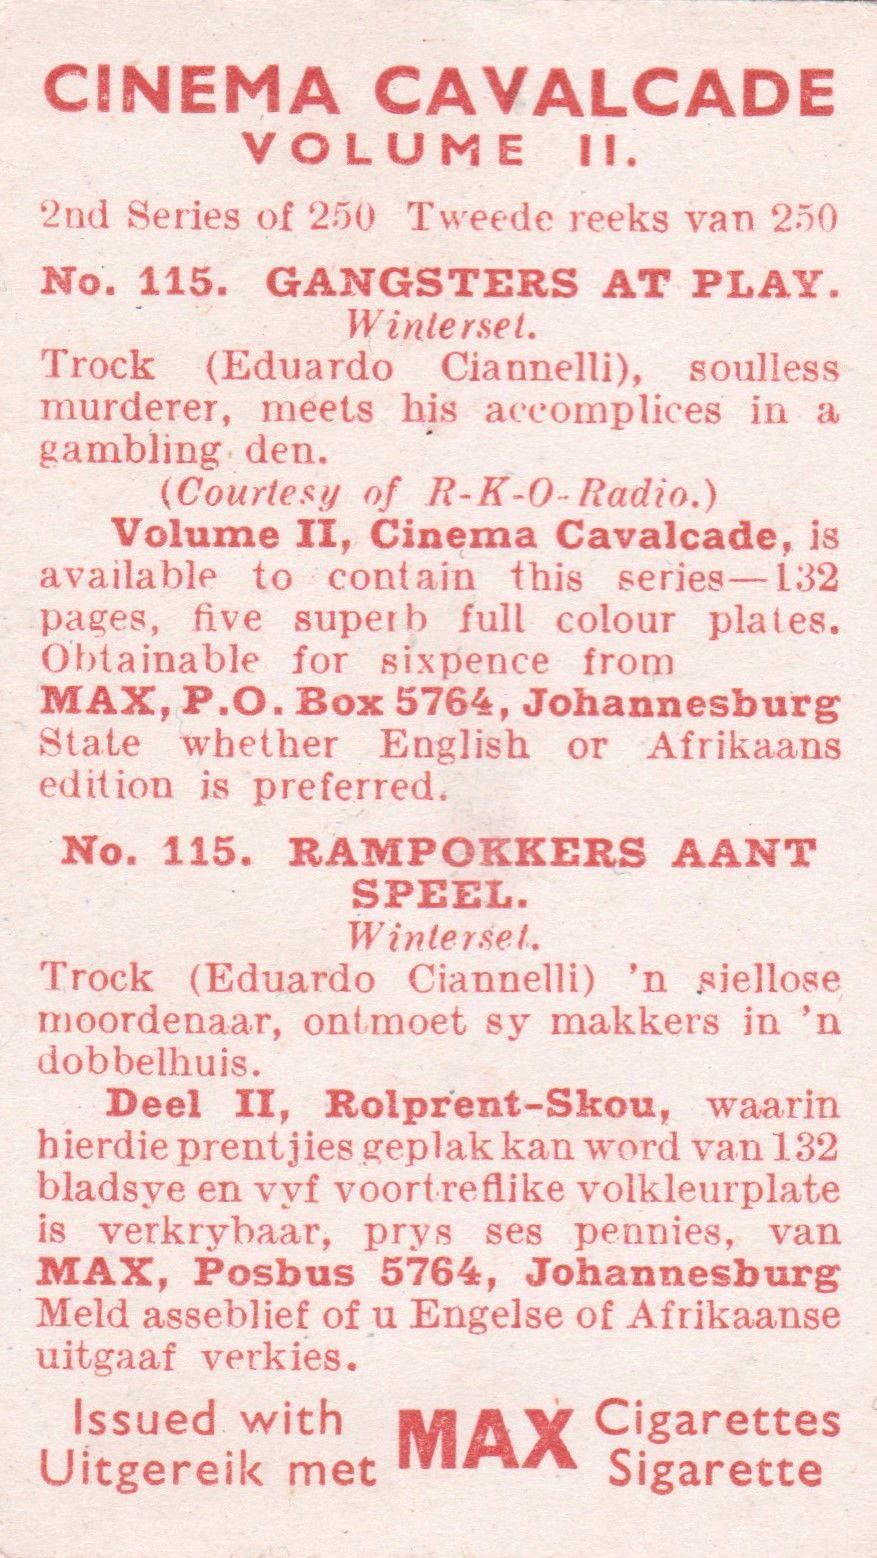 CINEMA CAVALCADE
VOLUME II.
2nd Series of 250 Tweede reeks van 250
No. 115. GANGSTERS AT PLAY.
Winterset.
Trock (Eduardo Ciannelli), soulless
murderer, meets his accomplices in a
gambling den.
(Courtesy of R-K-O-Radio.)
Volume II, Cinema Cavalcade, is
available to contain this series—132
pages, five superb full colour plates.
Obtainable for sixpence from
MAX, P.O. Box 5764, Johannesburg
State whether English or Afrikaans
edition is preferred.
No. 115. RAMPOKKERS AANT
SPEEL.
Winterset.
Trock (Eduardo Ciannelli) 'n siellose
moordenaar, ontmoet sy makkers in 'n
dobbelhuis.
Deel II, Rolprent-Skou, waarin
hierdie prentjies geplak kan word van 132
bladsye en vyf voortreflike volkleurplate
is verkrybaar, prys ses pennies, van
MAX, Posbus 5764, Johannesburg
Meld asseblief of u Engelse of Afrikaanse
uitgaaf verkies.
Issued with MAX Cigarettes
Uitgereik met Sigarette